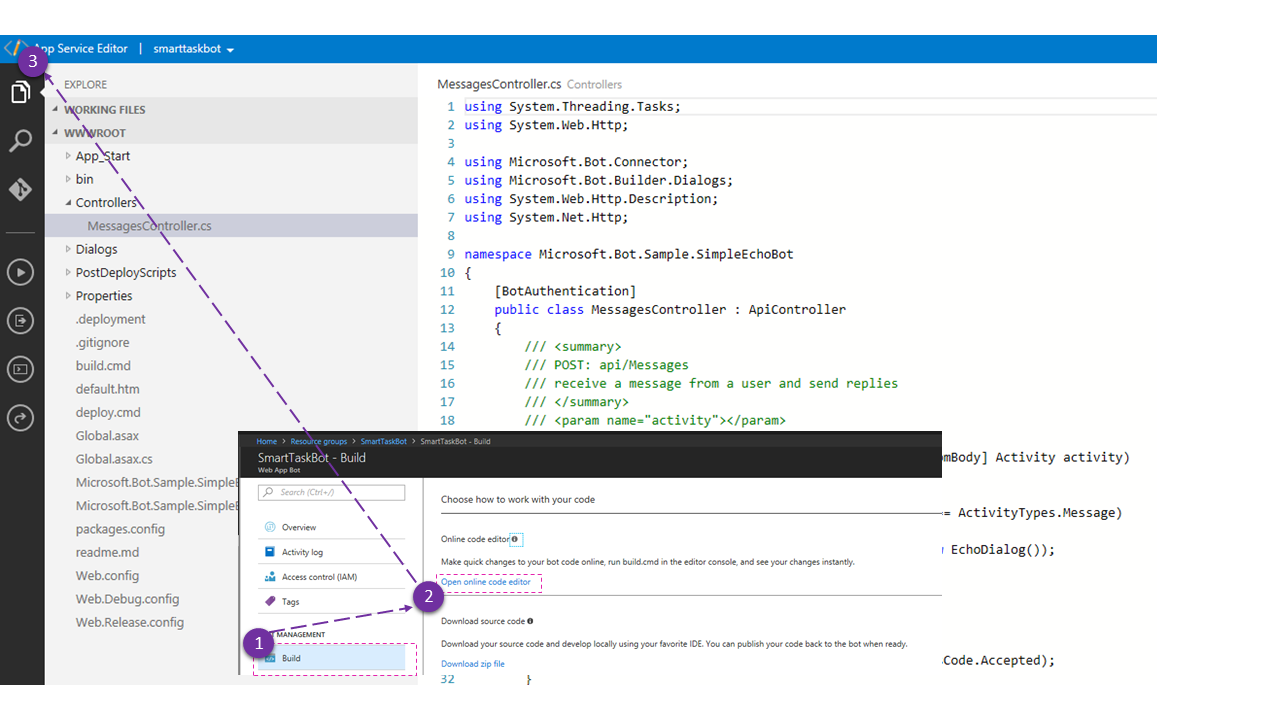 App Service Editor | smarttaskbot
3
EXPLORE
WORKING FILES
WWWROOT
App_Start
bin
Controllers
MessagesController.cs
Dialogs
PostDeployScripts
Properties
.deployment
.gitignore
build.cmd
default.htm
deploy.cmd
Global.asax
Global.asax.cs
Microsoft.Bot.Sample.SimpleE
Microsoft.Bot.Sample.SimpleE
packages.config
readme.md
Web.config
Web.Debug.config
Web.Release.config
MessagesController.cs Controllers
1 using System.Threading.Tasks;
2 using System.Web.Http;
3
4 using Microsoft.Bot.Connector;
5 using Microsoft.Bot.Builder.Dialogs;
6 using System.Web.Http.Description;
7 using System.Net.Http;
8
9 namespace Microsoft.Bot.Sample.SimpleEchoBot
10 {
11 [BotAuthentication]
12 public class MessagesController : ApiController
13 {
14 /// <summary>
15 /// POST: api/Messages
16 /// receive a message from a user and send replies
17 /// </summary>
18 /// <param name="activity"></param>
mBody] Activity activity)
= ActivityTypes.Message)
EchoDialog());
Code.Accepted);
32 }
Home > Resource groups > SmartTaskBot > SmartTaskBot - Build
SmartTaskBot - Build
Web App Bot
Search (Ctrl+/)
Overview
Activity log
Access control (IAM)
Tags
MANAGEMENT
1
Build
Choose how to work with your code
Online code editor
Make quick changes to your bot code online, run build.cmd in the editor console, and see your changes instantly.
Open online code editor
2
Download source code
Download your source code and develop locally using your favorite IDE. You can publish your code back to the bot when ready.
Download zip file